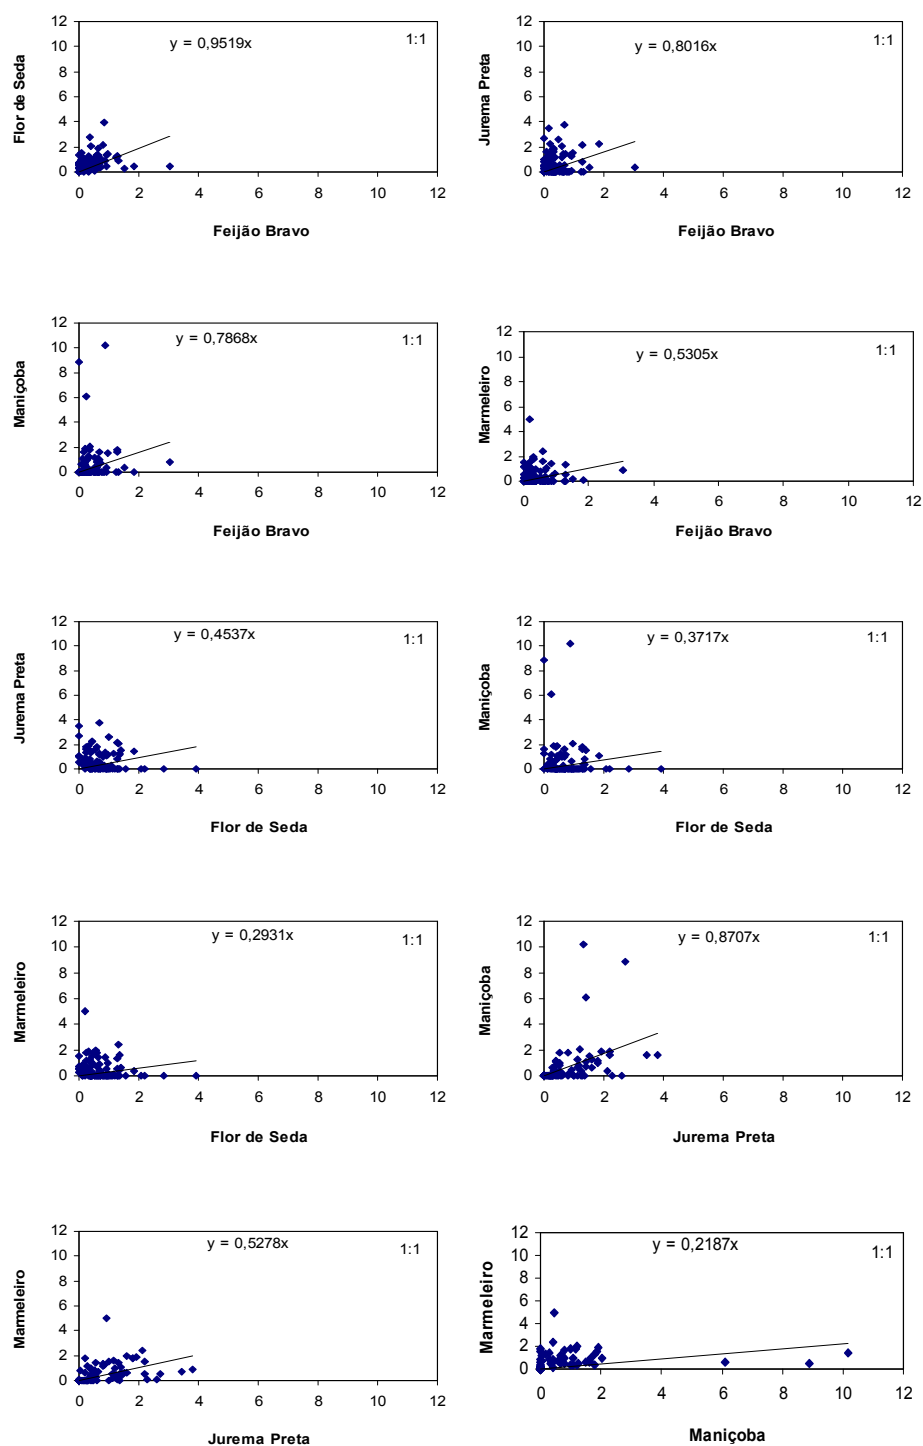 12
10
8
6
4
2
0
Flor de Seda
y = 0,9519x
1:1
0 2 4 6 8 10 12
Feijão Bravo
12
10
8
6
4
2
0
Jurema Preta
y = 0,8016x
1:1
0 2 4 6 8 10 12
Feijão Bravo
12
10
8
6
4
2
0
Maniçoba
y = 0,7868x
1:1
0 2 4 6 8 10 12
Feijão Bravo
12
10
8
6
4
2
0
Marmeleiro
y = 0,5305x
1:1
0 2 4 6 8 10 12
Feijão Bravo
12
10
8
6
4
2
0
Jurema Preta
y = 0,4537x
1:1
0 2 4 6 8 10 12
Flor de Seda
12
10
8
6
4
2
0
Maniçoba
y = 0,3717x
1:1
0 2 4 6 8 10 12
Flor de Seda
12
10
8
6
4
2
0
Marmeleiro
y = 0,2931x
1:1
0 2 4 6 8 10 12
Flor de Seda
12
10
8
6
4
2
0
Maniçoba
y = 0,8707x
1:1
0 2 4 6 8 10 12
Jurema Preta
12
10
8
6
4
2
0
Marmeleiro
y = 0,5278x
1:1
0 2 4 6 8 10 12
Jurema Preta
12
10
8
6
4
2
0
Marmeleiro
y = 0,2187x
1:1
0 2 4 6 8 10 12
Maniçoba